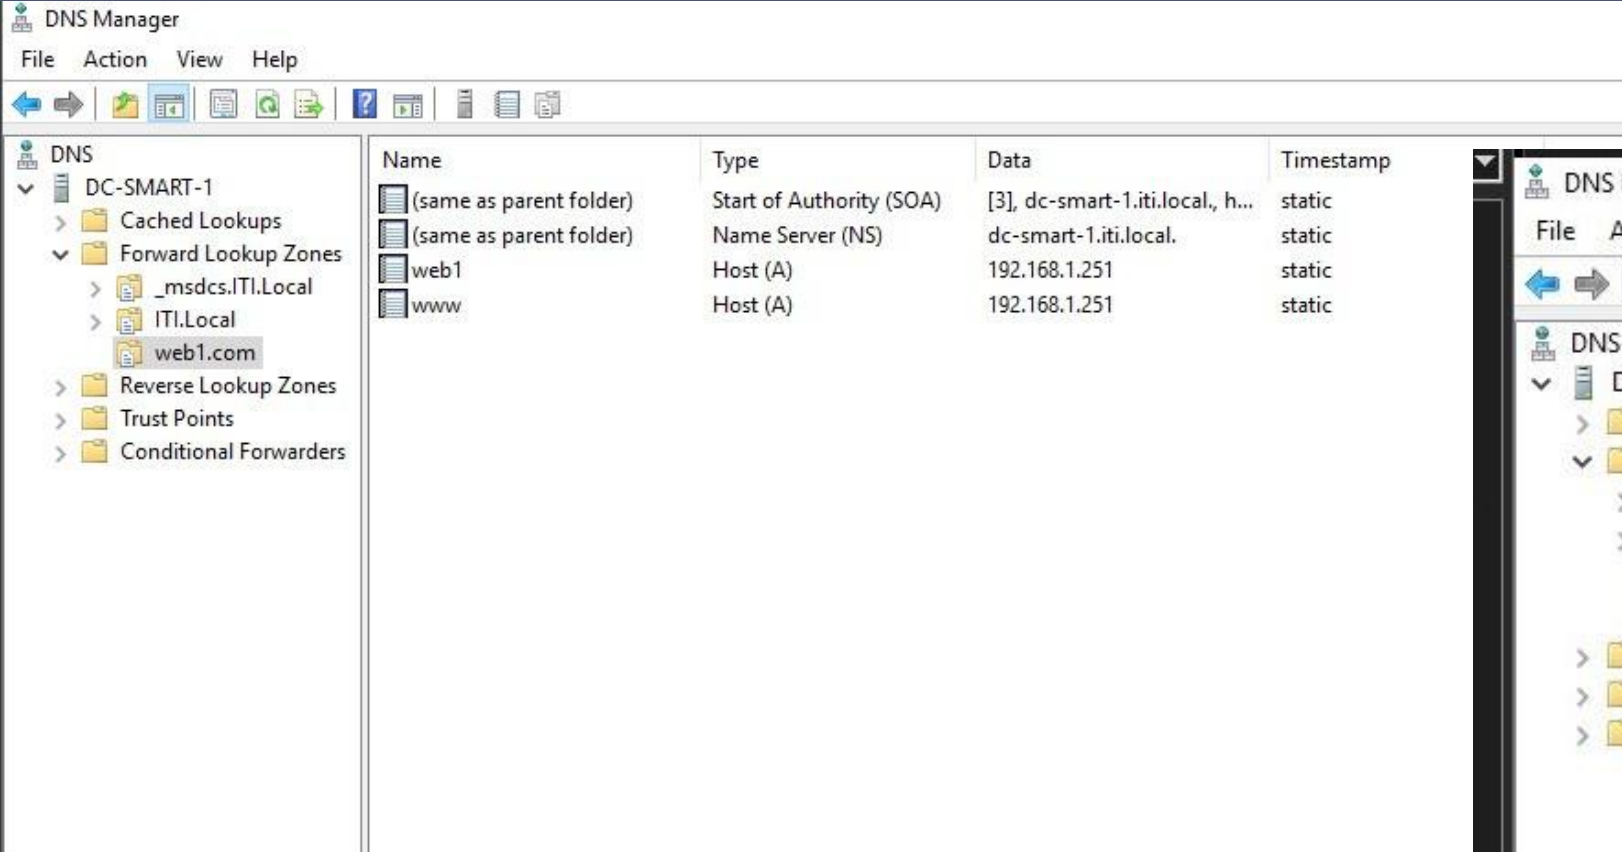 DNS Manager
File Action View Help
DNS
DC-SMART-1
Cached Lookups
Forward Lookup Zones
_msdcs.ITI.Local
ITI.Local
web1.com
Reverse Lookup Zones
Trust Points
Conditional Forwarders
Name Type Data Timestamp
(same as parent folder) Start of Authority (SOA) [3], dc-smart-1.iti.local., h... static
(same as parent folder) Name Server (NS) dc-smart-1.iti.local. static
web1 Host (A) 192.168.1.251 static
www Host (A) 192.168.1.251 static
DNS
File
DNS